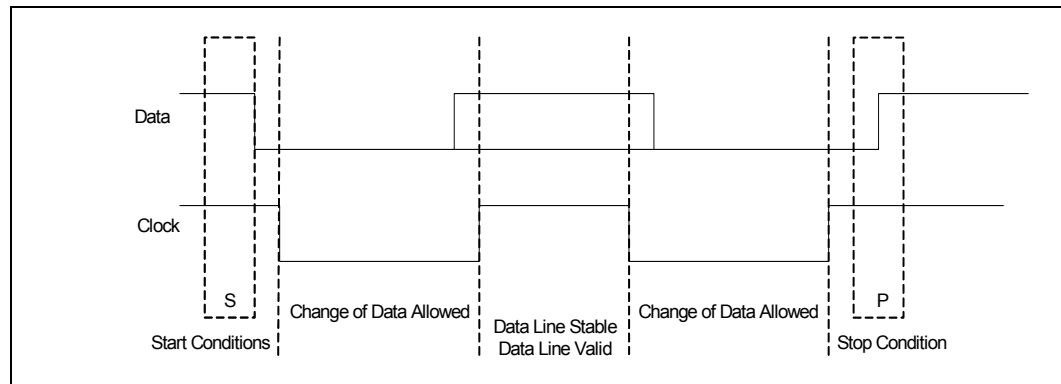 Data
Clock
S
P
Change of Data Allowed
Change of Data Allowed
Data Line Stable
Data Line Valid
Start Conditions
Stop Condition